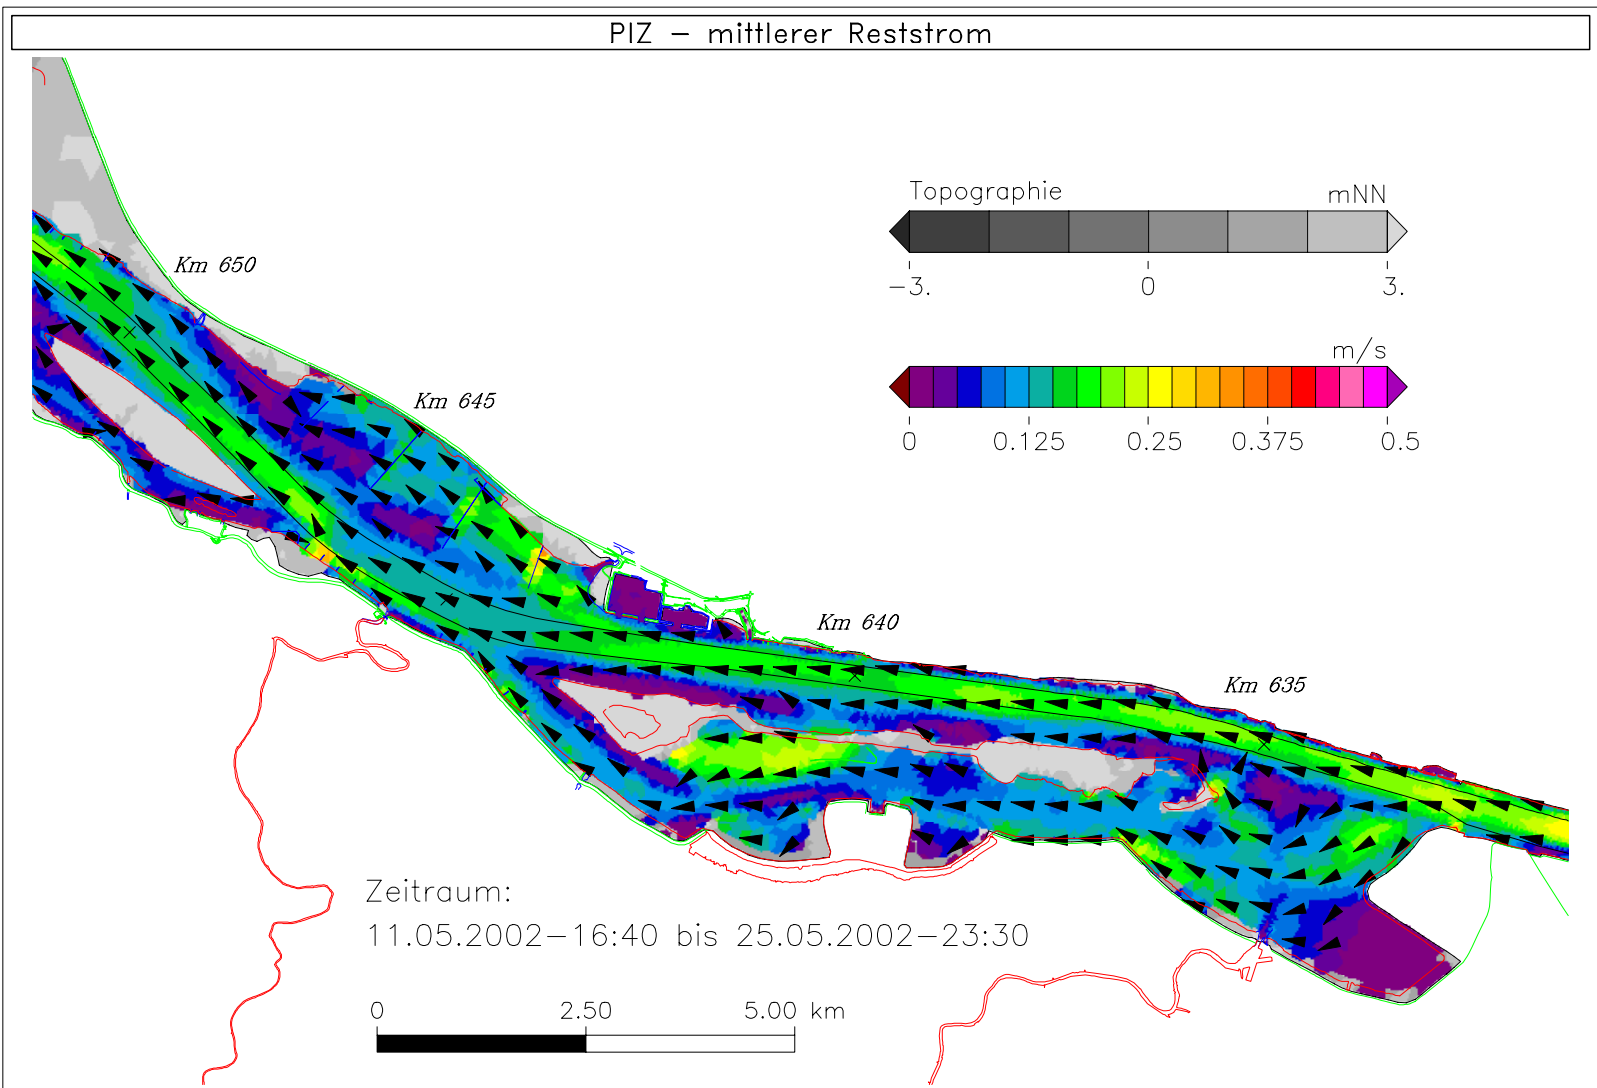 PIZ - mittlerer Reststrom
Topographie mNN
-3. 0 3.
m/s
0 0.125 0.25 0.375 0.5
Km 650
Km 645
Km 640
Km 635
Zeitraum:
11.05.2002-16:40 bis 25.05.2002-23:30
0 2.50 5.00 km